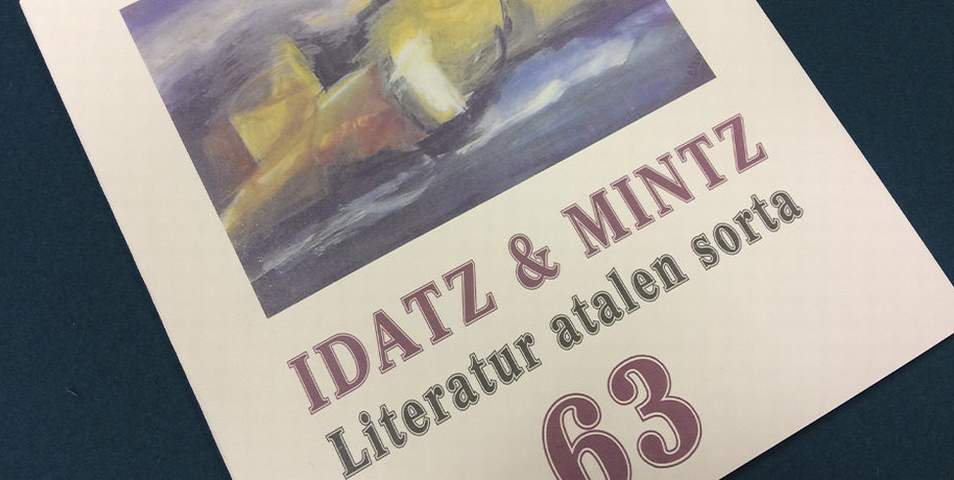 IDATZ & MINTZ
Literatur atalen sorta
63